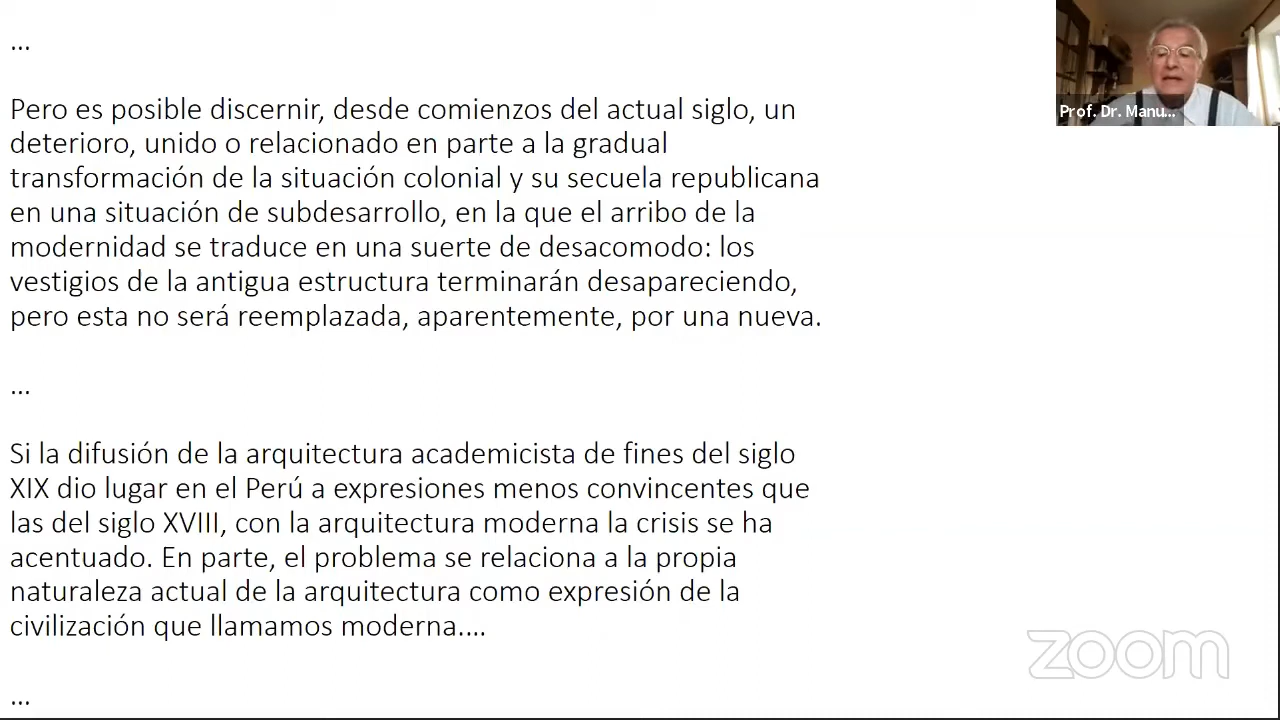 ...
Prof. Dr. Manu...
Pero es posible discernir, desde comienzos del actual siglo, un
deterioro, unido o relacionado en parte a la gradual
transformación de la situación colonial y su secuela republicana
en una situación de subdesarrollo, en la que el arribo de la
modernidad se traduce en una suerte de desacomodo: los
vestigios de la antigua estructura terminarán desapareciendo,
pero esta no será reemplazada, aparentemente, por una nueva.
...
Si la difusión de la arquitectura academicista de fines del siglo
XIX dio lugar en el Perú a expresiones menos convincentes que
las del siglo XVIII, con la arquitectura moderna la crisis se ha
acentuado. En parte, el problema se relaciona a la propia
naturaleza actual de la arquitectura como expresión de la
civilización que llamamos moderna....
zoom
...